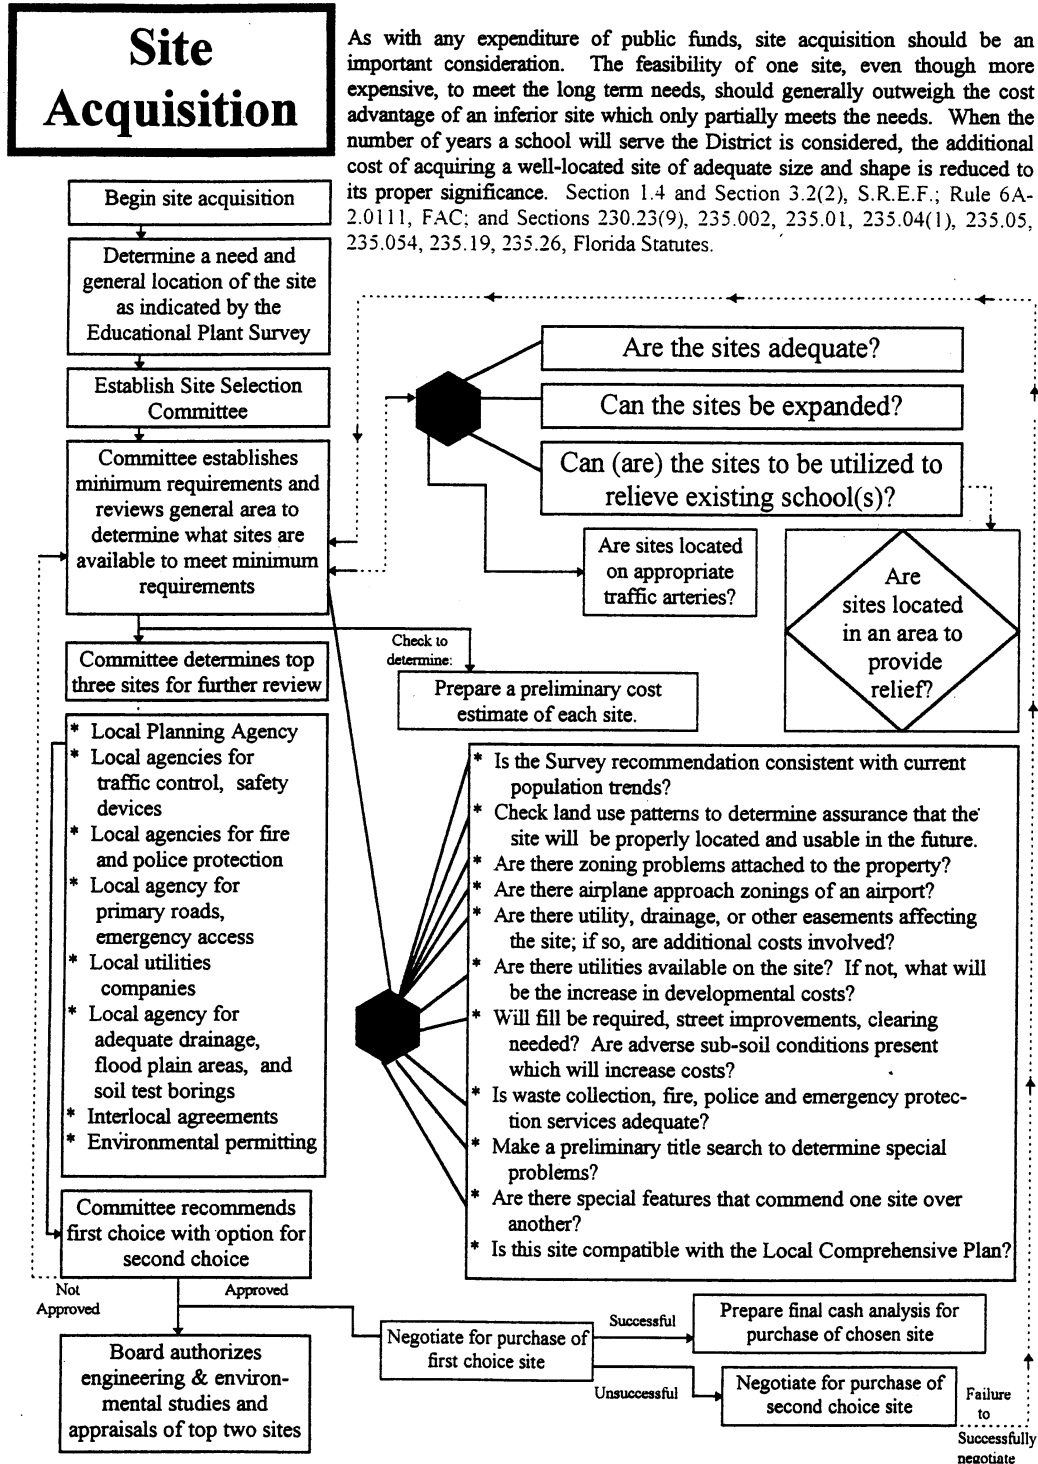 Site
Acquisition
As with any expenditure of public funds, site acquisition should be an
important consideration. The feasibility of one site, even though more
expensive, to meet the long term needs, should generally outweigh the cost
advantage of an inferior site which only partially meets the needs. When the
number of years a school will serve the District is considered, the additional
cost of acquiring a well-located site of adequate size and shape is reduced to
its proper significance. Section 1.4 and Section 3.2(2), S.R.E.F.; Rule 6A-
2.0111, FAC; and Sections 230.23(9), 235.002, 235.01, 235.04(1), 235.05,
235.054, 235.19, 235.26, Florida Statutes.
Begin site acquisition
Determine a need and
general location of the site
as indicated by the
Educational Plant Survey
Establish Site Selection
Committee
Committee establishes
minimum requirements and
reviews general area to
determine what sites are
available to meet minimum
requirements
Are the sites adequate?
Can the sites be expanded?
Can (are) the sites to be utilized to
relieve existing school(s)?
Are sites located
on appropriate
traffic arteries?
Are
sites located
in an area to
provide
relief?
Check to
determine:
Prepare a preliminary cost
estimate of each site.
Committee determines top
three sites for further review
* Local Planning Agency
* Local agencies for
traffic control, safety
devices
* Local agencies for fire
and police protection
* Local agency for
primary roads,
emergency access
* Local utilities
companies
* Local agency for
adequate drainage,
flood plain areas, and
soil test borings
* Interlocal agreements
* Environmental permitting
* Is the Survey recommendation consistent with current
population trends?
* Check land use patterns to determine assurance that the
site will be properly located and usable in the future.
* Are there zoning problems attached to the property?
* Are there airplane approach zonings of an airport?
* Are there utility, drainage, or other easements affecting
the site; if so, are additional costs involved?
* Are there utilities available on the site? If not, what will
be the increase in developmental costs?
* Will fill be required, street improvements, clearing
needed? Are adverse sub-soil conditions present
which will increase costs?
* Is waste collection, fire, police and emergency protec-
tion services adequate?
* Make a preliminary title search to determine special
problems?
* Are there special features that commend one site over
another?
* Is this site compatible with the Local Comprehensive Plan?
Committee recommends
first choice with option for
second choice
Not
Approved
Approved
Board authorizes
engineering & environ-
mental studies and
appraisals of top two sites
Negotiate for purchase of
first choice site
Successful
Prepare final cash analysis for
purchase of chosen site
Unsuccessful
Negotiate for purchase of
second choice site
Failure
to
Successfully
negotiate